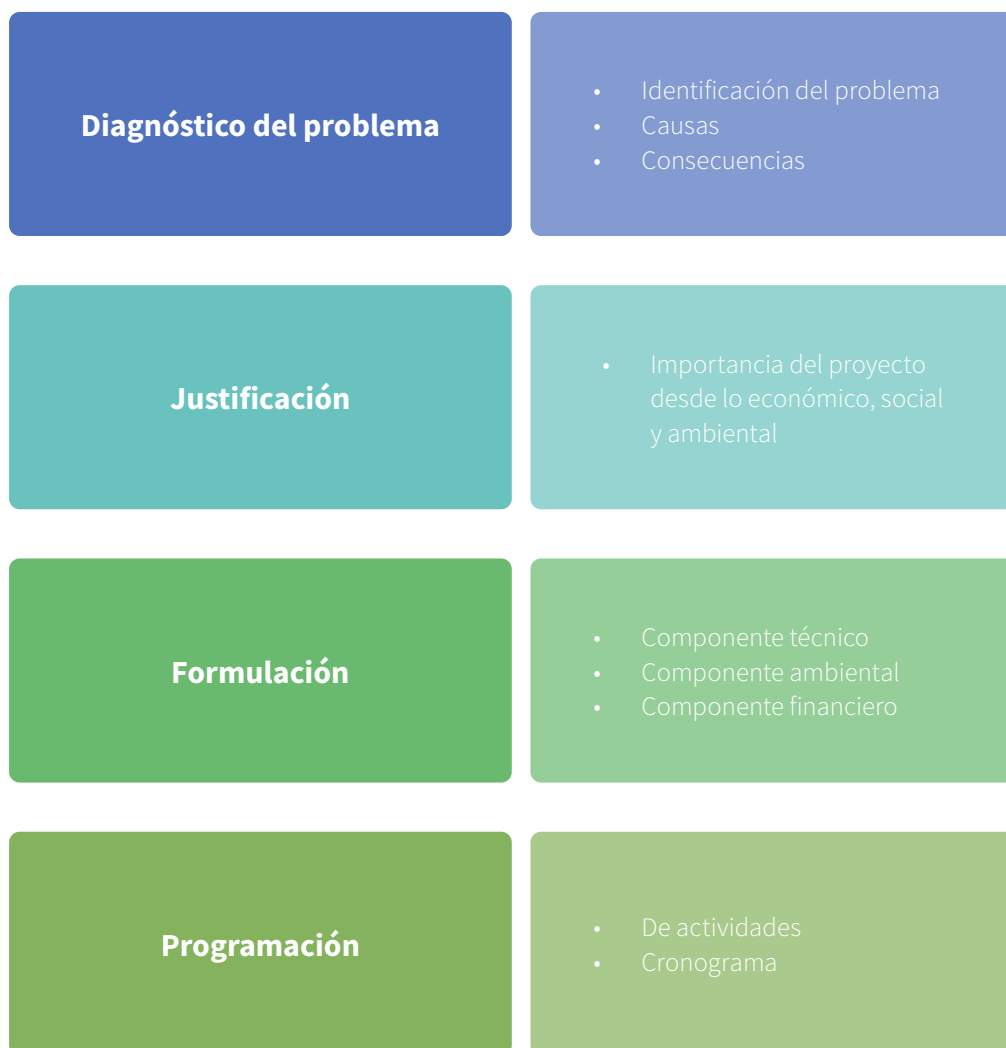 Diagnóstico del problema
• Identificación del problema
• Causas
• Consecuencias
Justificación
• Importancia del proyecto
desde lo económico, social
y ambiental
Formulación
• Componente técnico
• Componente ambiental
• Componente financiero
Programación
• De actividades
• Cronograma